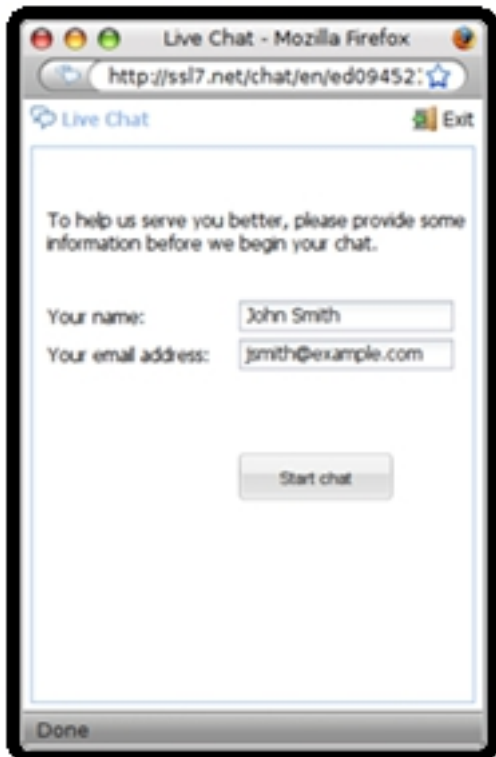 Live Chat - Mozilla Firefox
http://ssl7.net/chat/en/ed09452
Live Chat
Exit
To help us serve you better, please provide some
information before we begin your chat.
Your name: John Smith
Your email address: jsmith@example.com
Start chat
Done